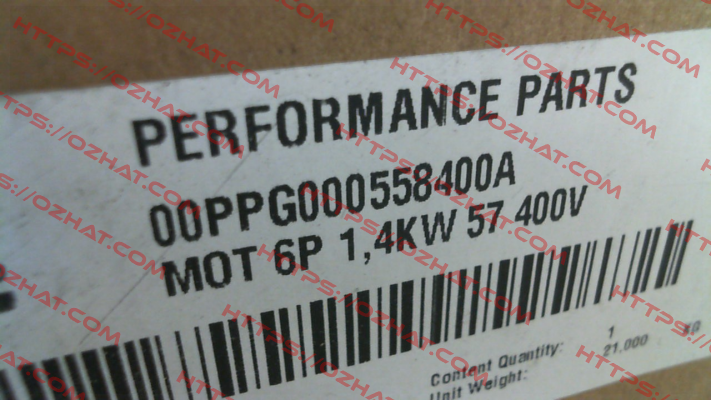 PERFORMANCE PARTS
00PPG000558400A
MOT 6P 1,4KW 57 400V
Content Quantity: 1
Unit Weight: 21,000 KG
HTTPS://OZHAT.COM